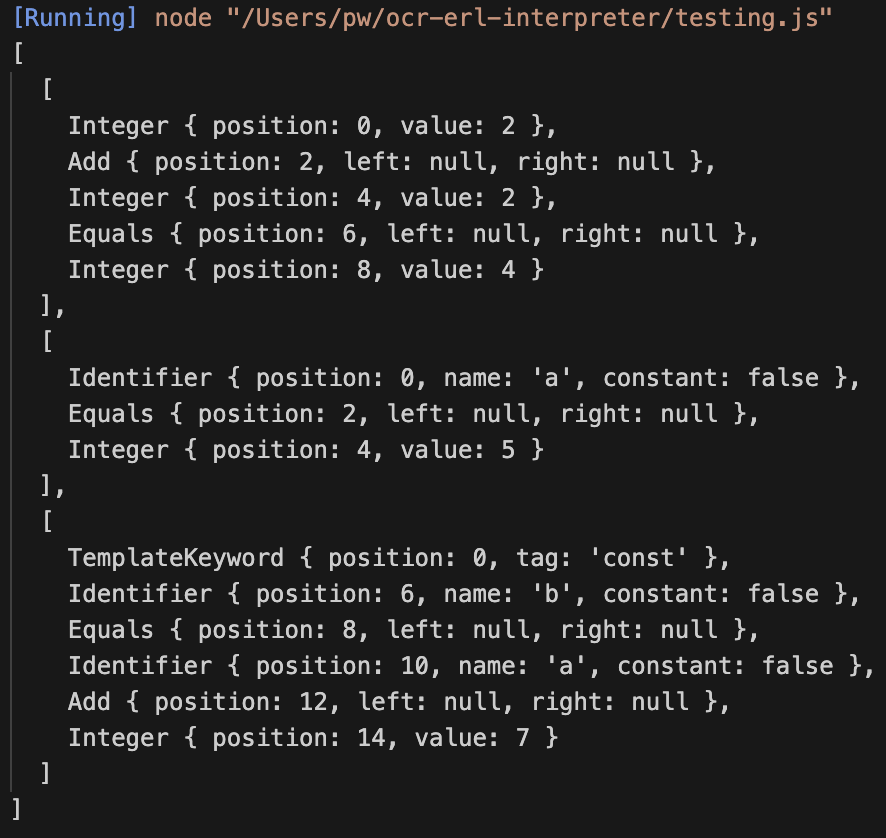 [Running] node "/Users/pw/ocr-erl-interpreter/testing.js"
[
  [
    Integer { position: 0, value: 2 },
    Add { position: 2, left: null, right: null },
    Integer { position: 4, value: 2 },
    Equals { position: 6, left: null, right: null },
    Integer { position: 8, value: 4 }
  ],
  [
    Identifier { position: 0, name: 'a', constant: false },
    Equals { position: 2, left: null, right: null },
    Integer { position: 4, value: 5 }
  ],
  [
    TemplateKeyword { position: 0, tag: 'const' },
    Identifier { position: 6, name: 'b', constant: false },
    Equals { position: 8, left: null, right: null },
    Identifier { position: 10, name: 'a', constant: false },
    Add { position: 12, left: null, right: null },
    Integer { position: 14, value: 7 }
  ]
]